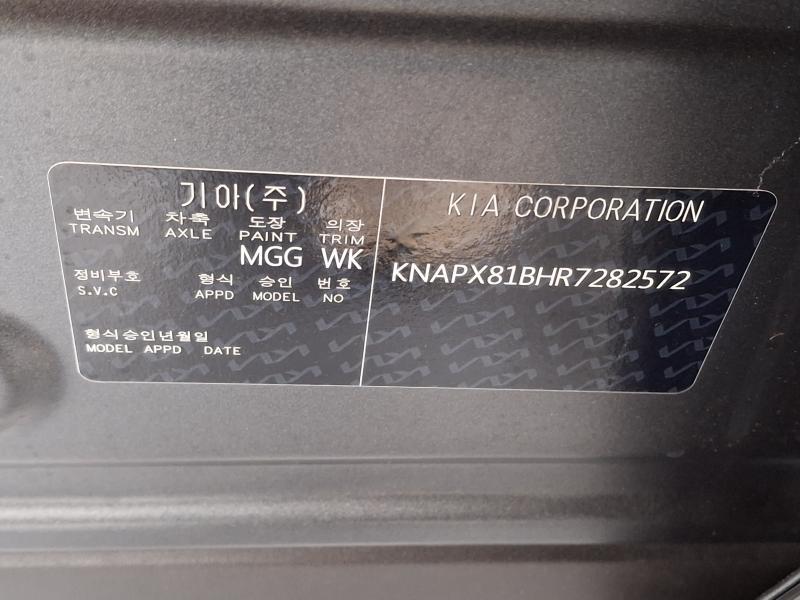 기아(주)
변속기 차축 도장 의장
TRANSM AXLE PAINT TRIM
MGG WK
정비부호 형식 승인 번호
S.V.C APPD MODEL NO
형식승인년월일
MODEL APPD DATE
KIA CORPORATION
KNAPX81BHR7282572